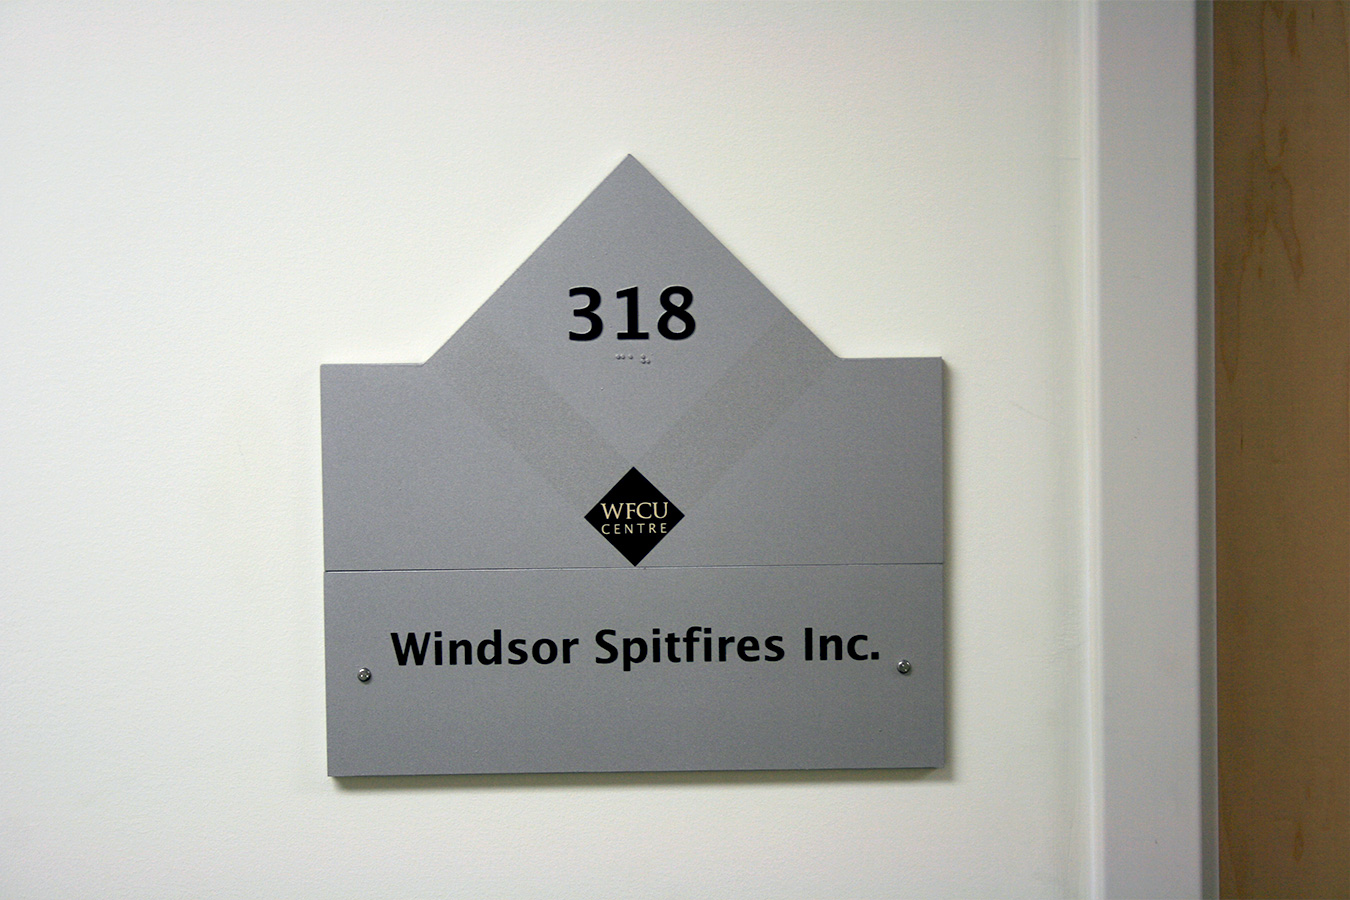 318
WFCU
CENTRE
Windsor Spitfires Inc.